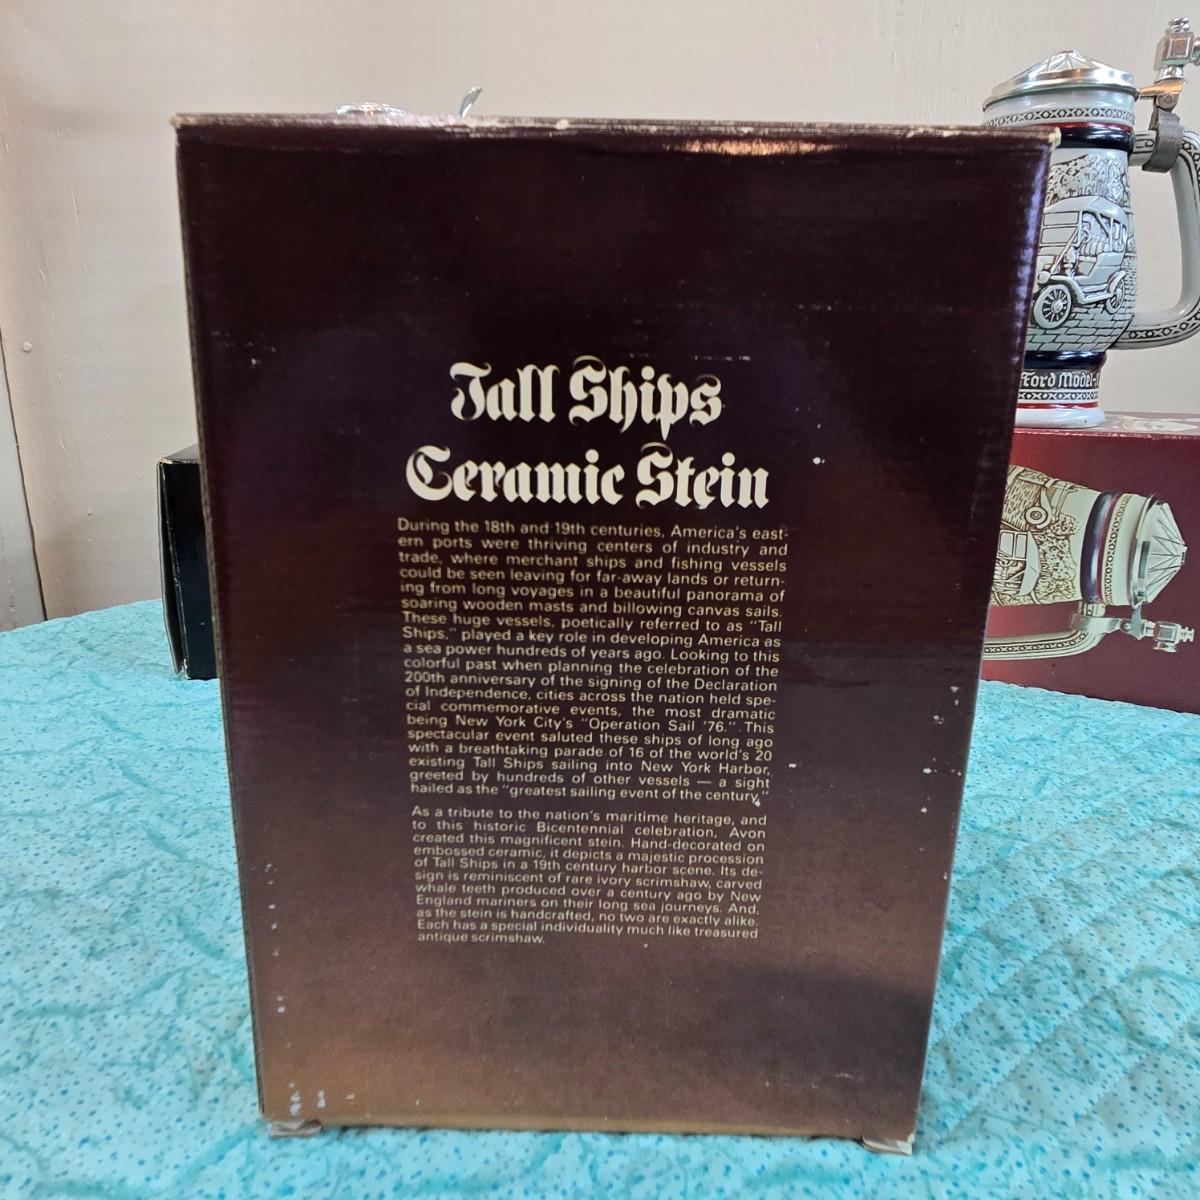 Tall Ships
Ceramic Stein
During the 18th and 19th centuries, America's east-
ern ports were thriving centers of industry and
trade, where merchant ships and fishing vessels
could be seen leaving for far-away lands or return-
ing from long voyages in a beautiful panorama of
soaring wooden masts and billowing canvas sails.
These huge vessels, poetically referred to as "Tall
Ships," played a key role in developing America as
a sea power hundreds of years ago. Looking to this
colorful past when planning the celebration of the
200th anniversary of the signing of the Declaration
of Independence, cities across the nation held spe-
cial commemorative events, the most dramatic
being New York City's "Operation Sail '76." This
spectacular event saluted these ships of long ago
with a breathtaking parade of 16 of the world's 20
existing Tall Ships sailing into New York Harbor,
greeted by hundreds of other vessels — a sight
hailed as the "greatest sailing event of the century."
As a tribute to the nation's maritime heritage, and
to this historic Bicentennial celebration, Avon
created this magnificent stein. Hand-decorated on
embossed ceramic, it depicts a majestic procession
of Tall Ships in a 19th century harbor scene. Its de-
sign is reminiscent of rare ivory scrimshaw, carved
whale teeth produced over a century ago by New
England mariners on their long sea journeys. And,
as the stein is handcrafted, no two are exactly alike.
Each has a special individuality much like treasured
antique scrimshaw.
Ford Model-